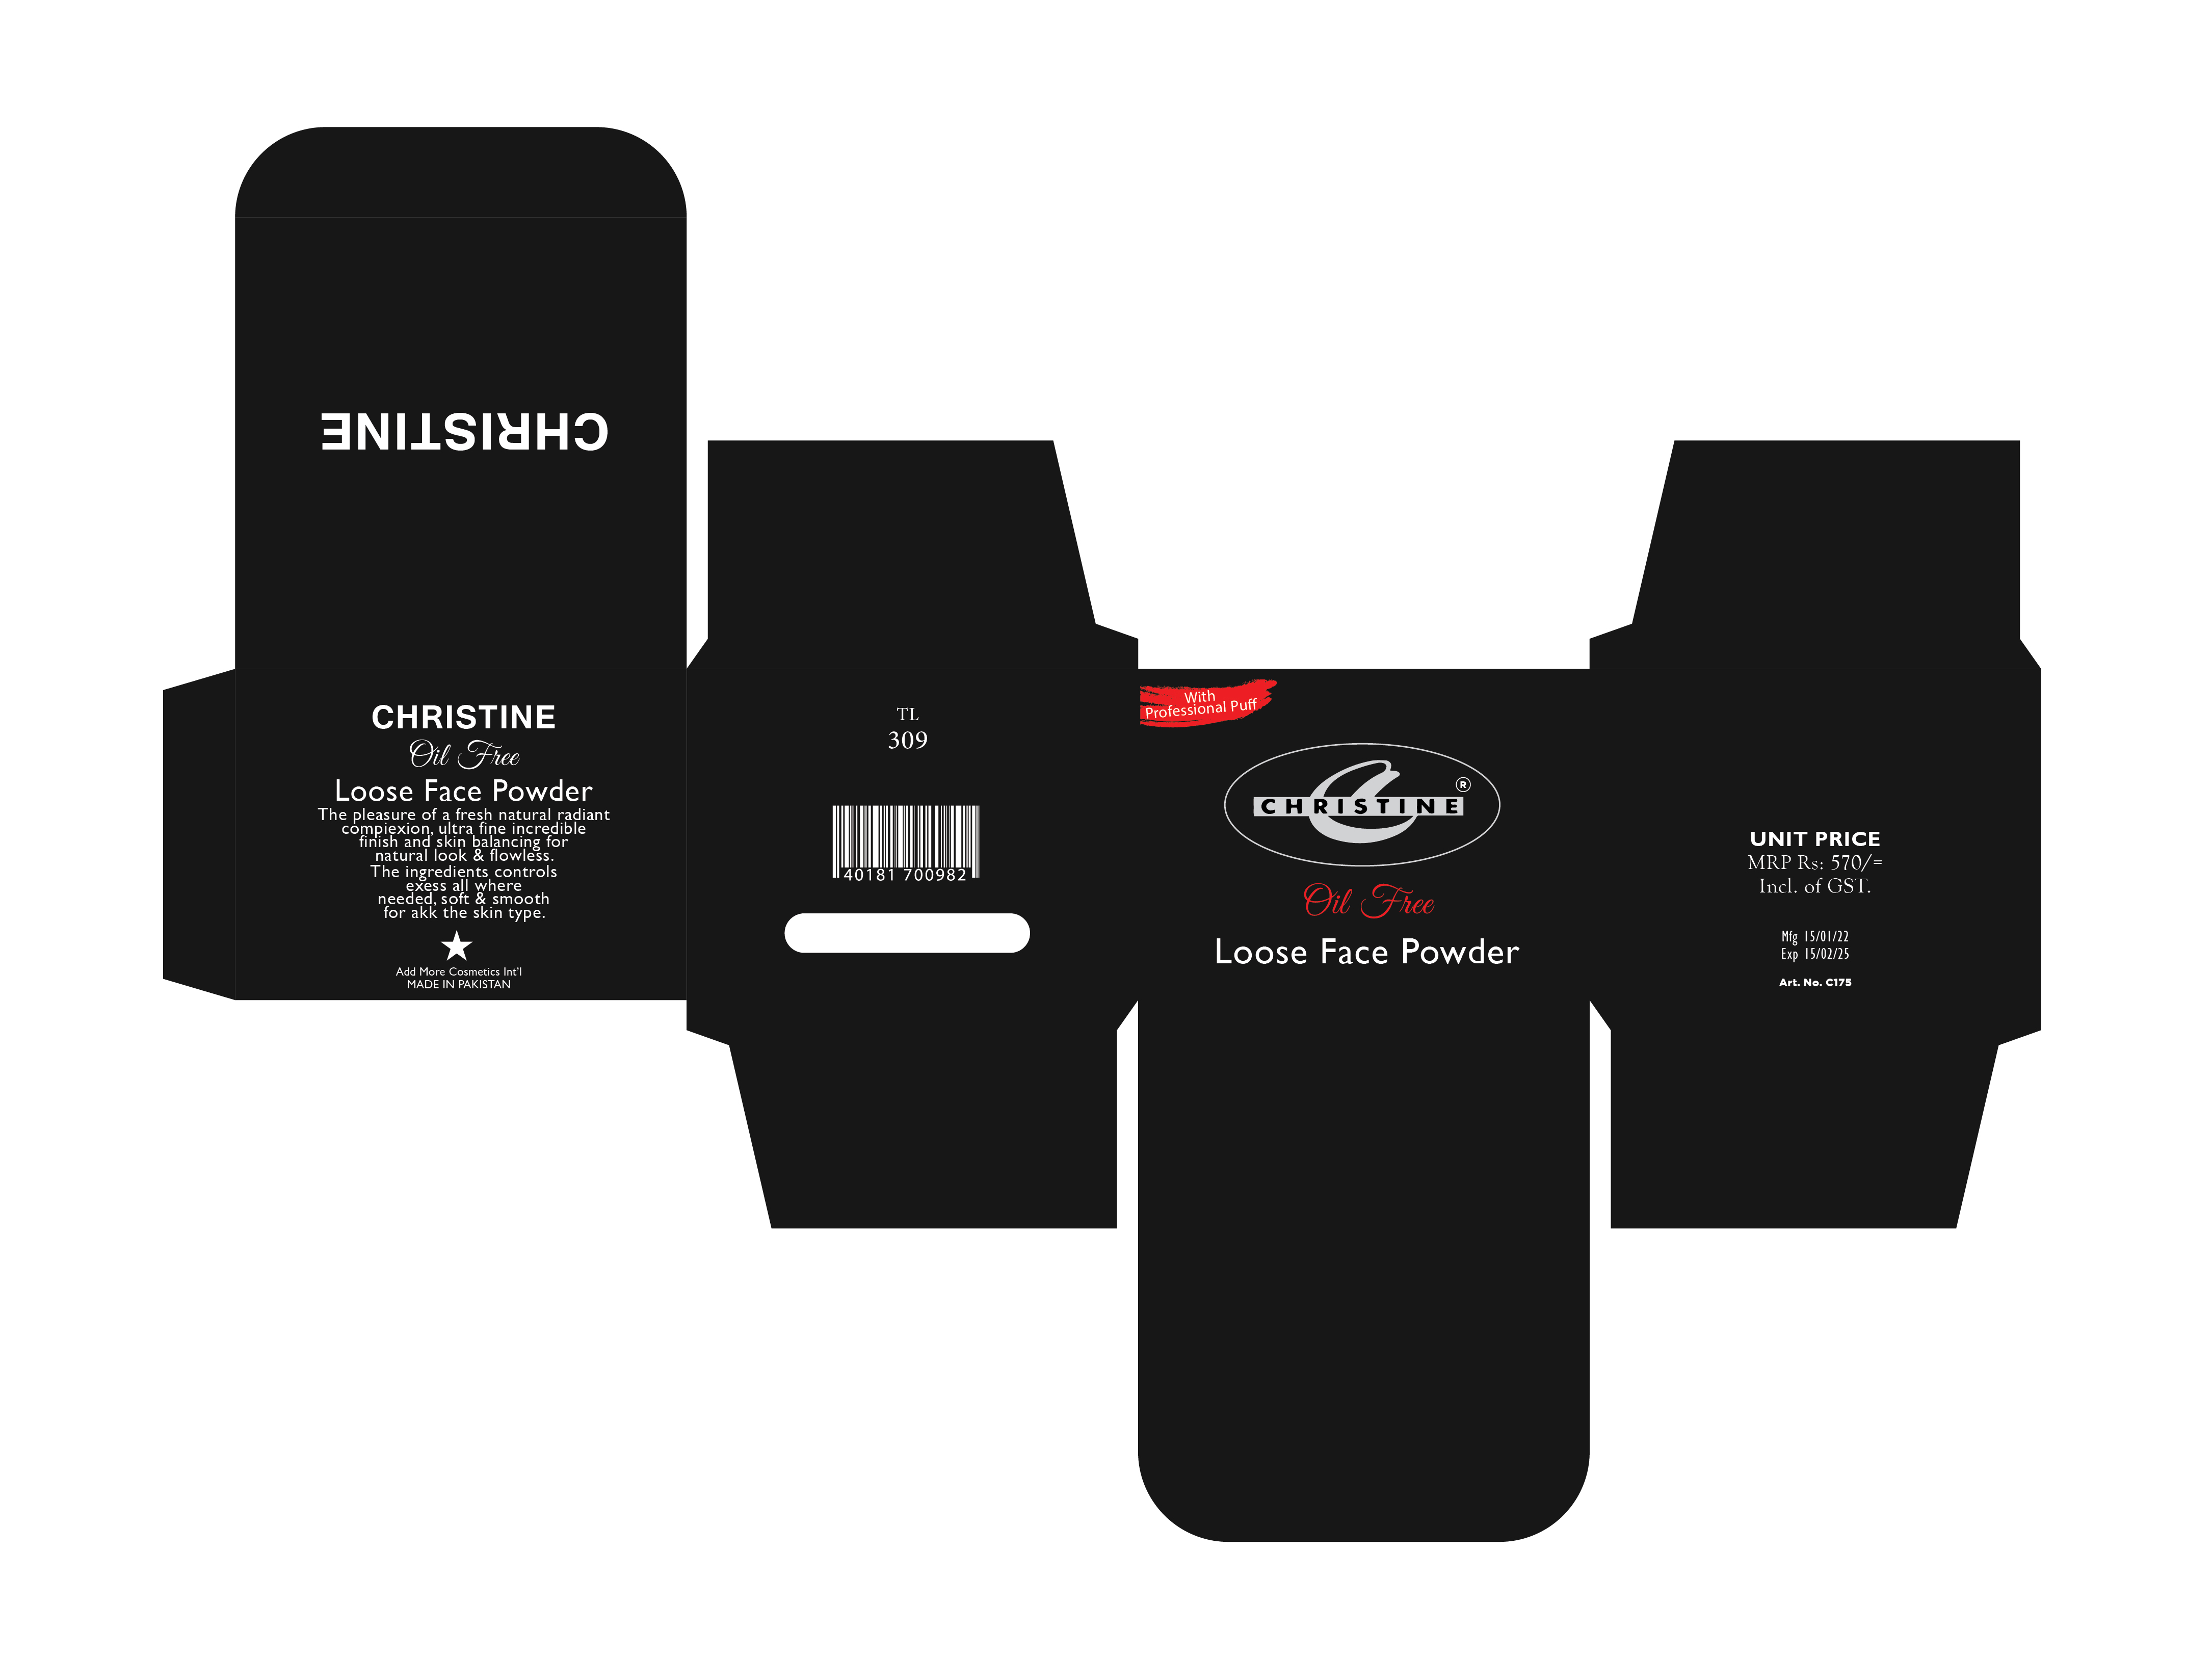 CHRISTINE
CHRISTINE
Oil Free
Loose Face Powder
The pleasure of a fresh natural radiant
compiexion, ultra fine incredible
finish and skin balancing for
natural look & flowless.
The ingredients controls
exess all where
needed, soft & smooth
for akk the skin type.
Add More Cosmetics Int'l
MADE IN PAKISTAN
TL
309
40181 700982
With
Professional Puff
CHRISTINE ®
Oil Free
Loose Face Powder
UNIT PRICE
MRP Rs: 570/=
Incl. of GST.
Mfg 15/01/22
Exp 15/02/25
Art. No. C175